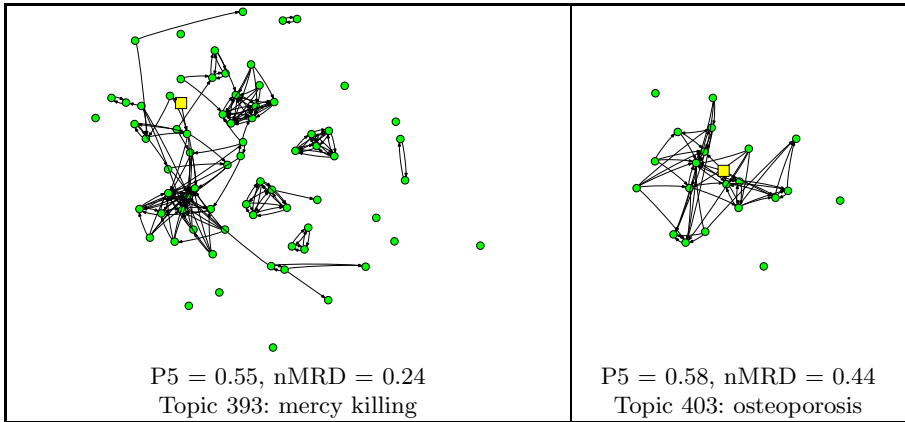 P5 = 0.55, nMRD = 0.24
Topic 393: mercy killing
P5 = 0.58, nMRD = 0.44
Topic 403: osteoporosis